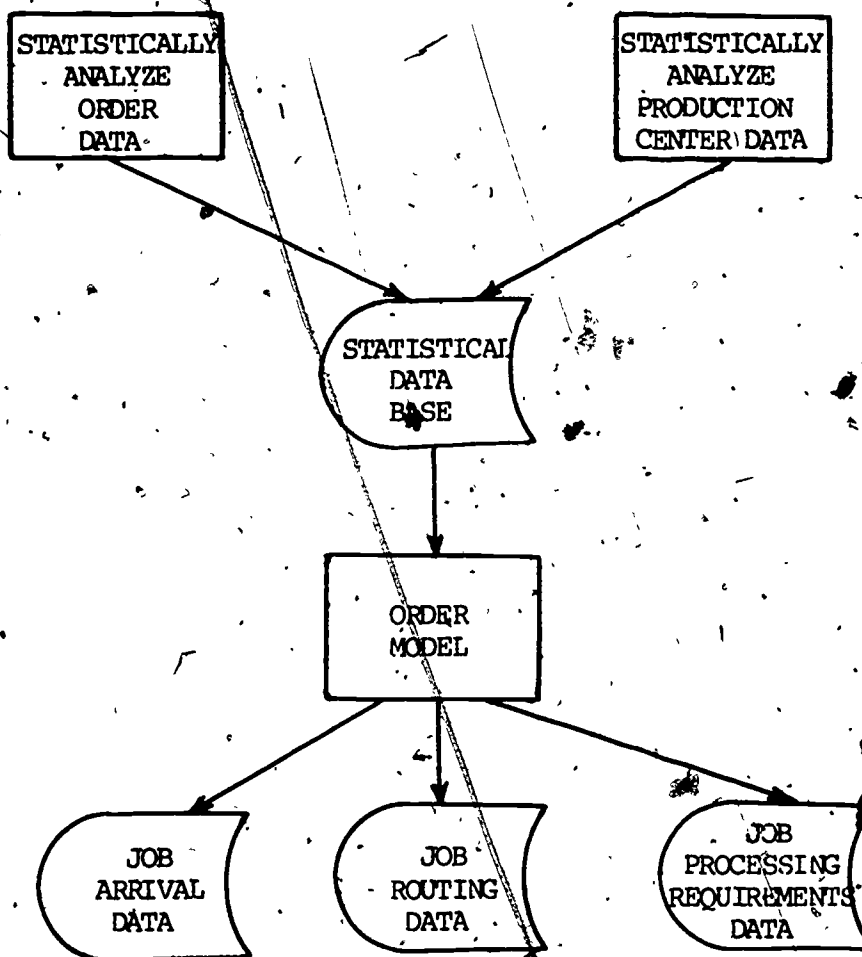 STATISTICALLY
ANALYZE
ORDER
DATA
STATISTICALLY
ANALYZE
PRODUCTION
CENTER DATA
STATISTICAL
DATA
BASE
ORDER
MODEL
JOB
ARRIVAL
DATA
JOB
ROUTING
DATA
JOB
PROCESSING
REQUIREMENTS
DATA